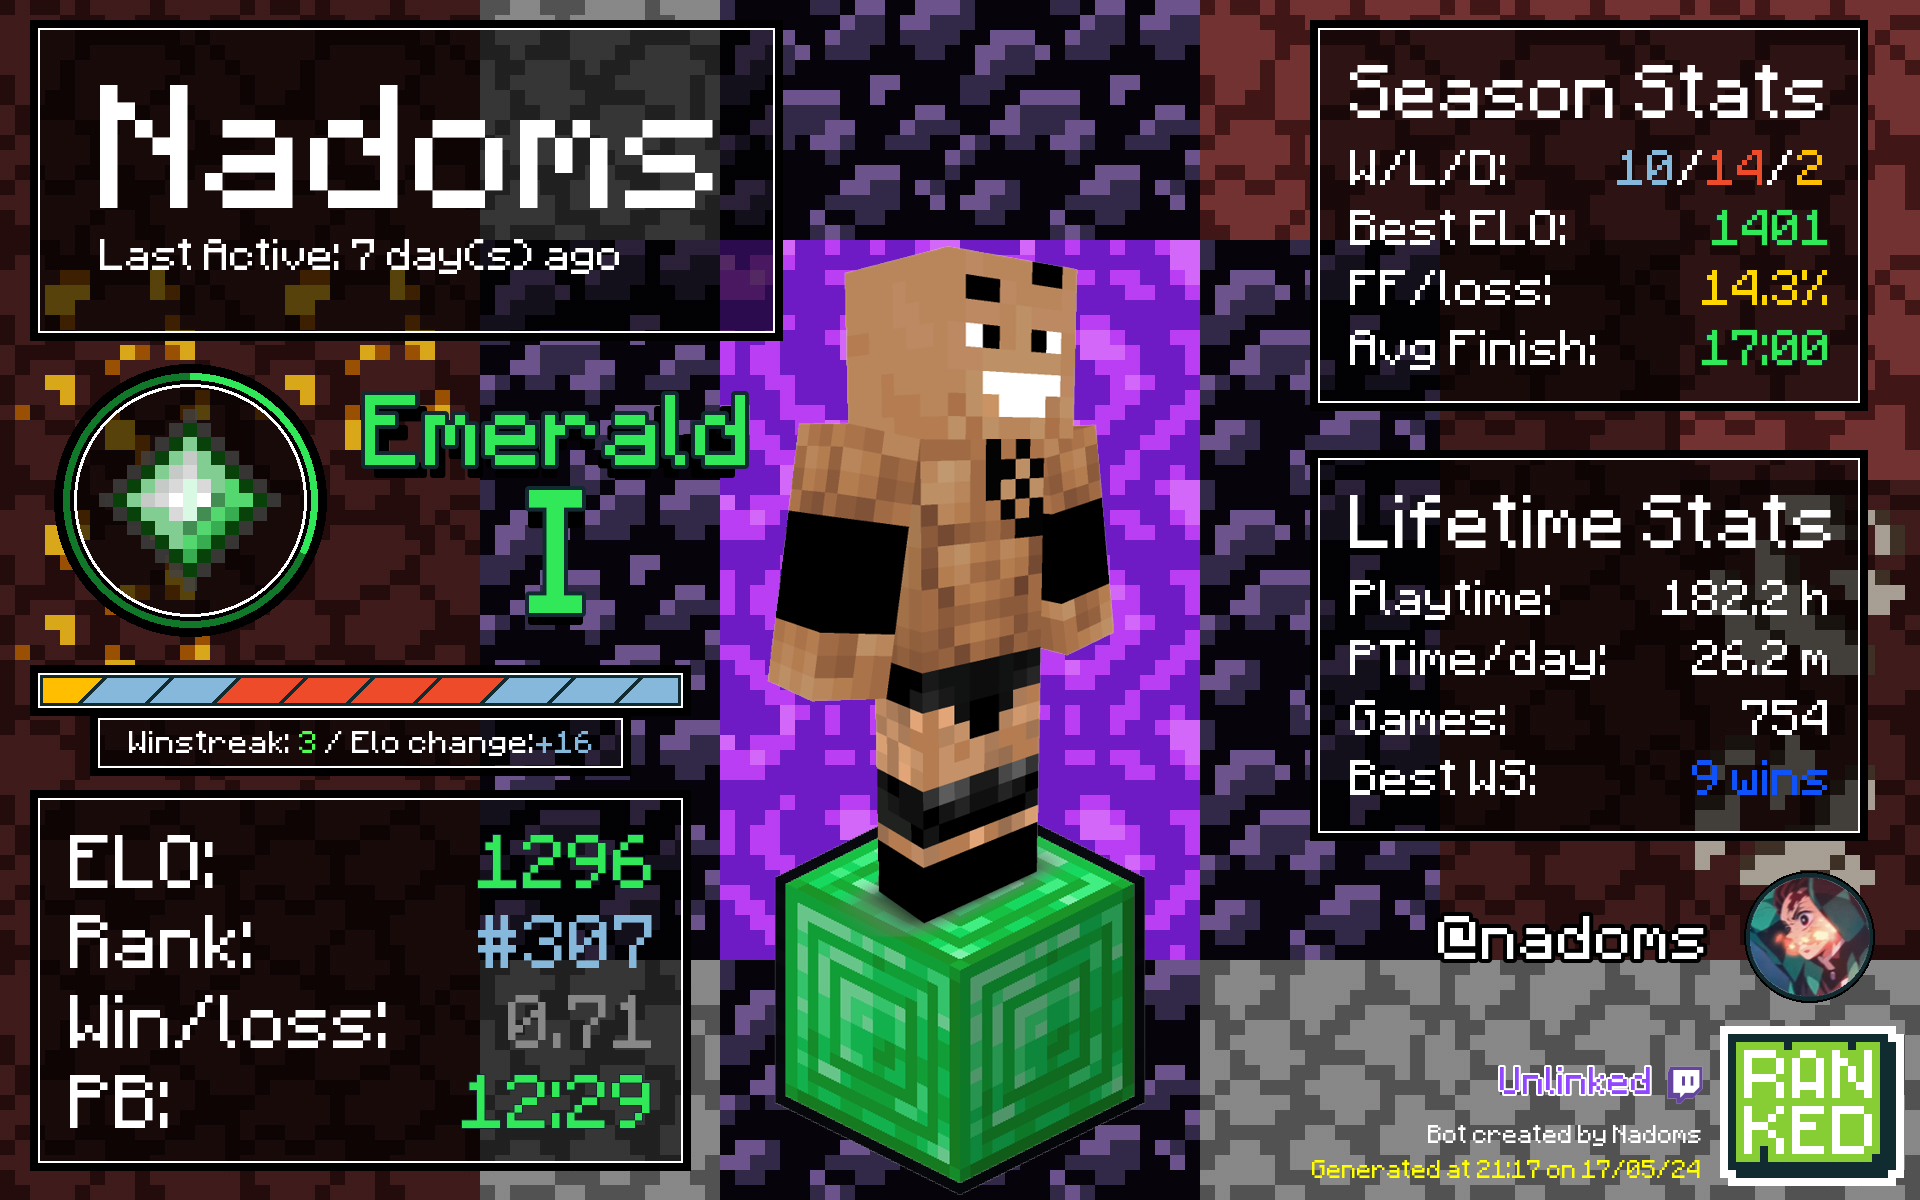 Nadoms
Last Active: 7 day(s) ago
Emerald
I
Winstreak: 3 / Elo change:+16
ELO: 1296
Rank: #307
Win/loss: 0.71
PB: 12:29
Season Stats
W/L/D: 10/14/2
Best ELO: 1401
FF/loss: 14.3%
Avg Finish: 17:00
Lifetime Stats
Playtime: 182.2 h
PTime/day: 26.2 m
Games: 754
Best WS: 9 wins
@nadoms
Unlinked
Bot created by Nadoms
Generated at 21:17 on 17/05/24
RAN
KED